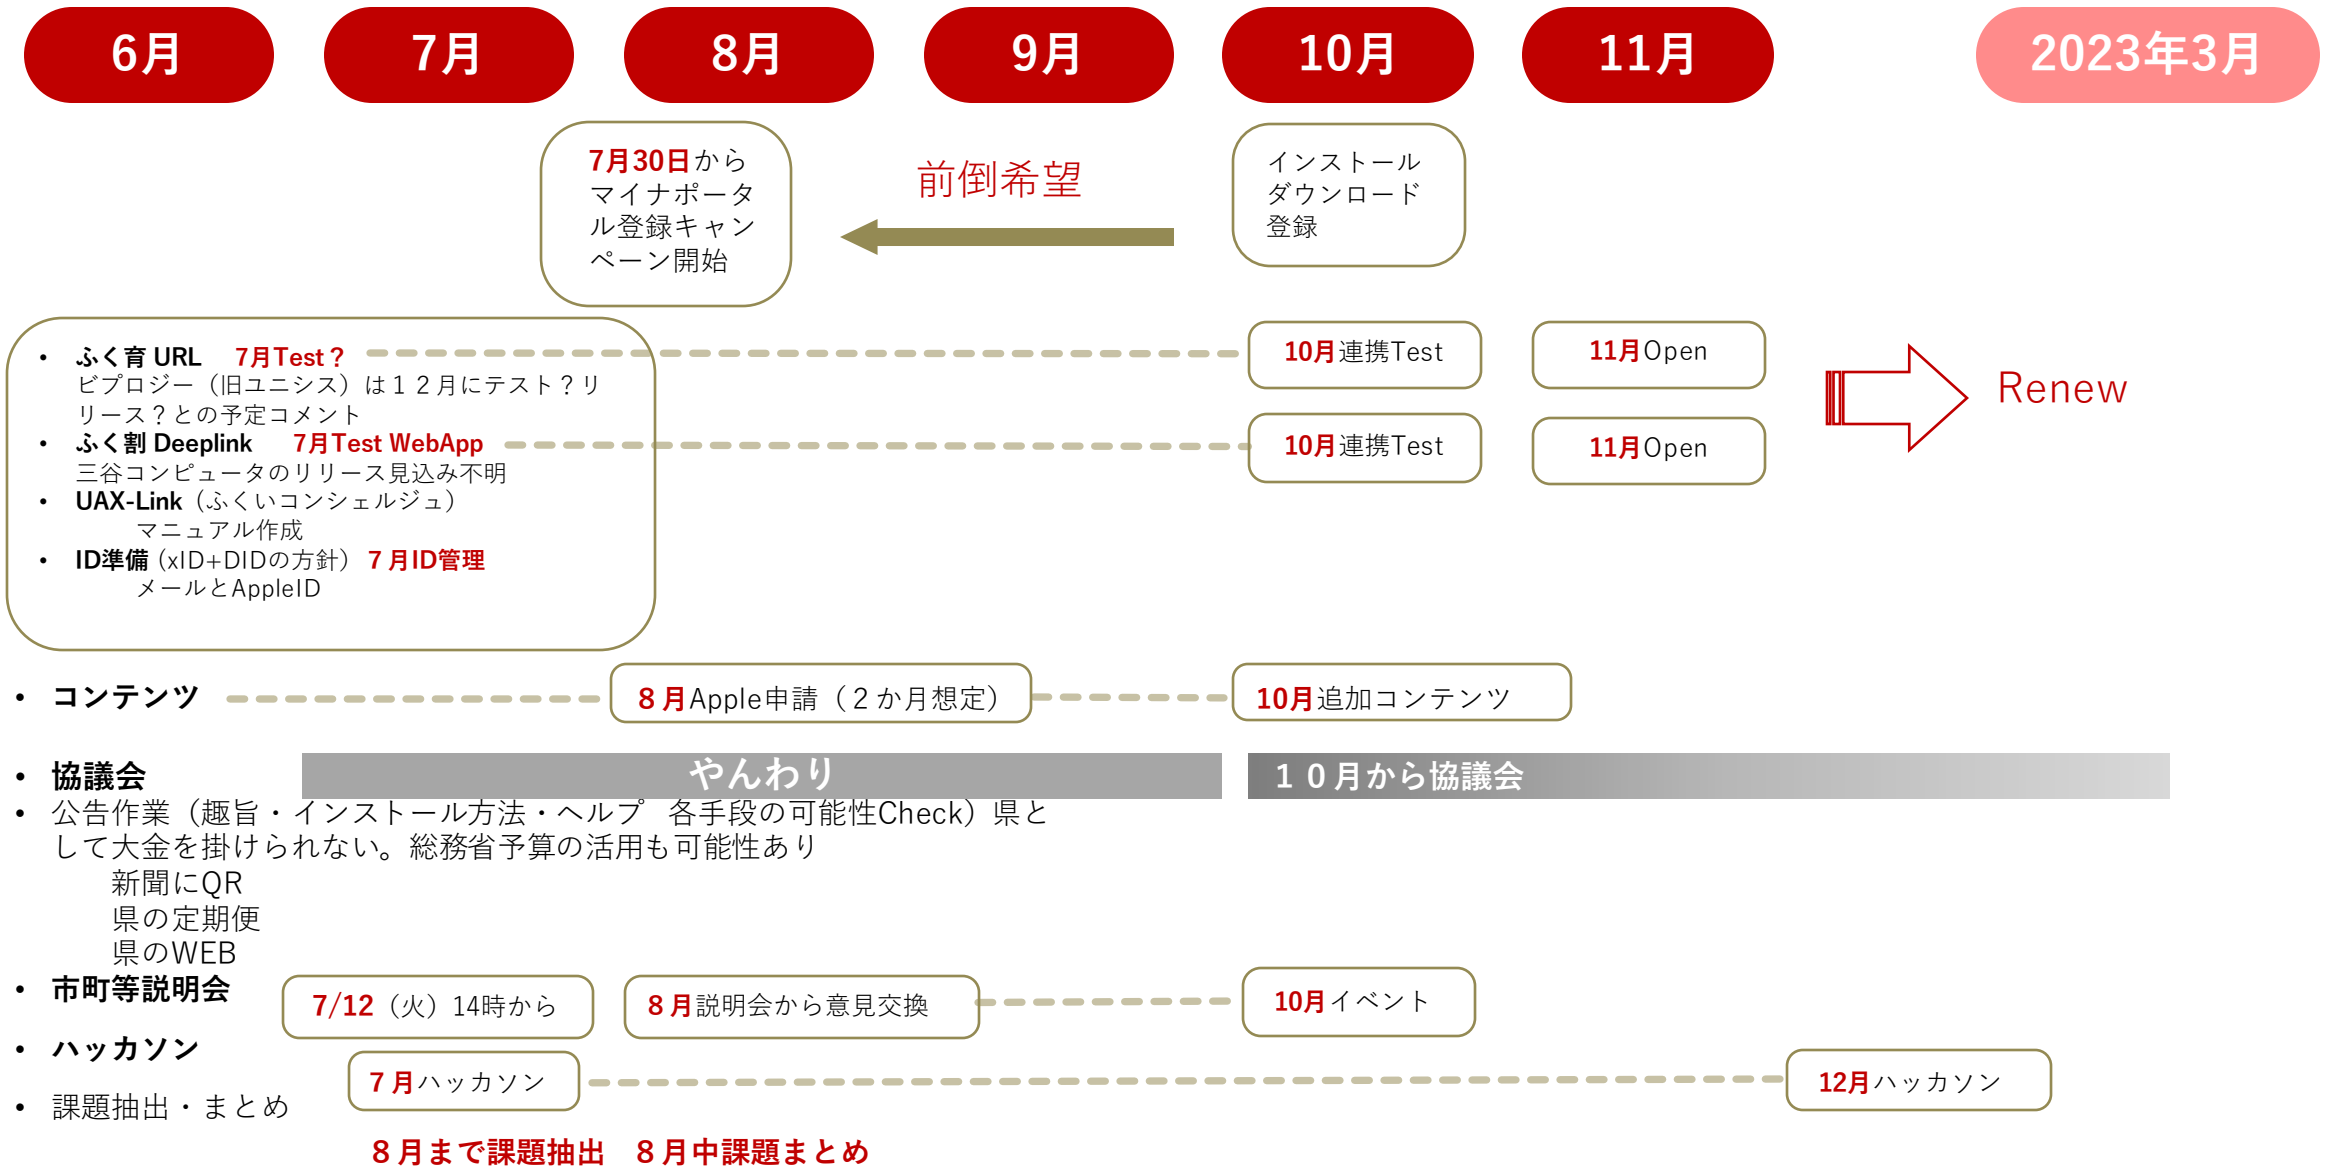 6月
7月
8月
9月
10月
11月
2023年3月
7月30日から
マイナポータ
ル登録キャン
ペーン開始
前倒希望
インストール
ダウンロード
登録
• ふく育 URL 7月Test？
ビプロジー（旧ユニシス）は１２月にテスト？リ
リース？との予定コメント
• ふく割 Deeplink 7月Test WebApp
三谷コンピュータのリリース見込み不明
• UAX-Link（ふくいコンシェルジュ）
マニュアル作成
• ID準備 (xID+DIDの方針） ７月ID管理
メールとAppleID
10月連携Test
11月Open
10月連携Test
11月Open
Renew
• コンテンツ
８月Apple申請（２か月想定）
10月追加コンテンツ
• 協議会
やんわり
１０月から協議会
• 公告作業（趣旨・インストール方法・ヘルプ 各手段の可能性Check）県と
して大金を掛けられない。総務省予算の活用も可能性あり
新聞にQR
県の定期便
県のWEB
• 市町等説明会
7/12（火）14時から
８月説明会から意見交換
10月イベント
• ハッカソン
７月ハッカソン
12月ハッカソン
• 課題抽出・まとめ
８月まで課題抽出 ８月中課題まとめ